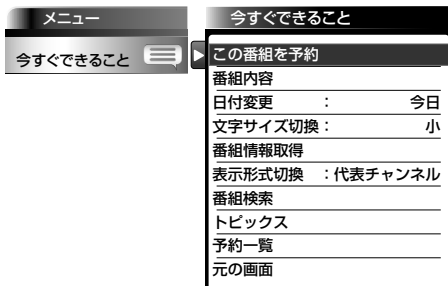 メニュー
今すぐできること
今すぐできること
この番組を予約
番組内容
日付変更 : 今日
文字サイズ切換 : 小
番組情報取得
表示形式切換 : 代表チャンネル
番組検索
トピックス
予約一覧
元の画面